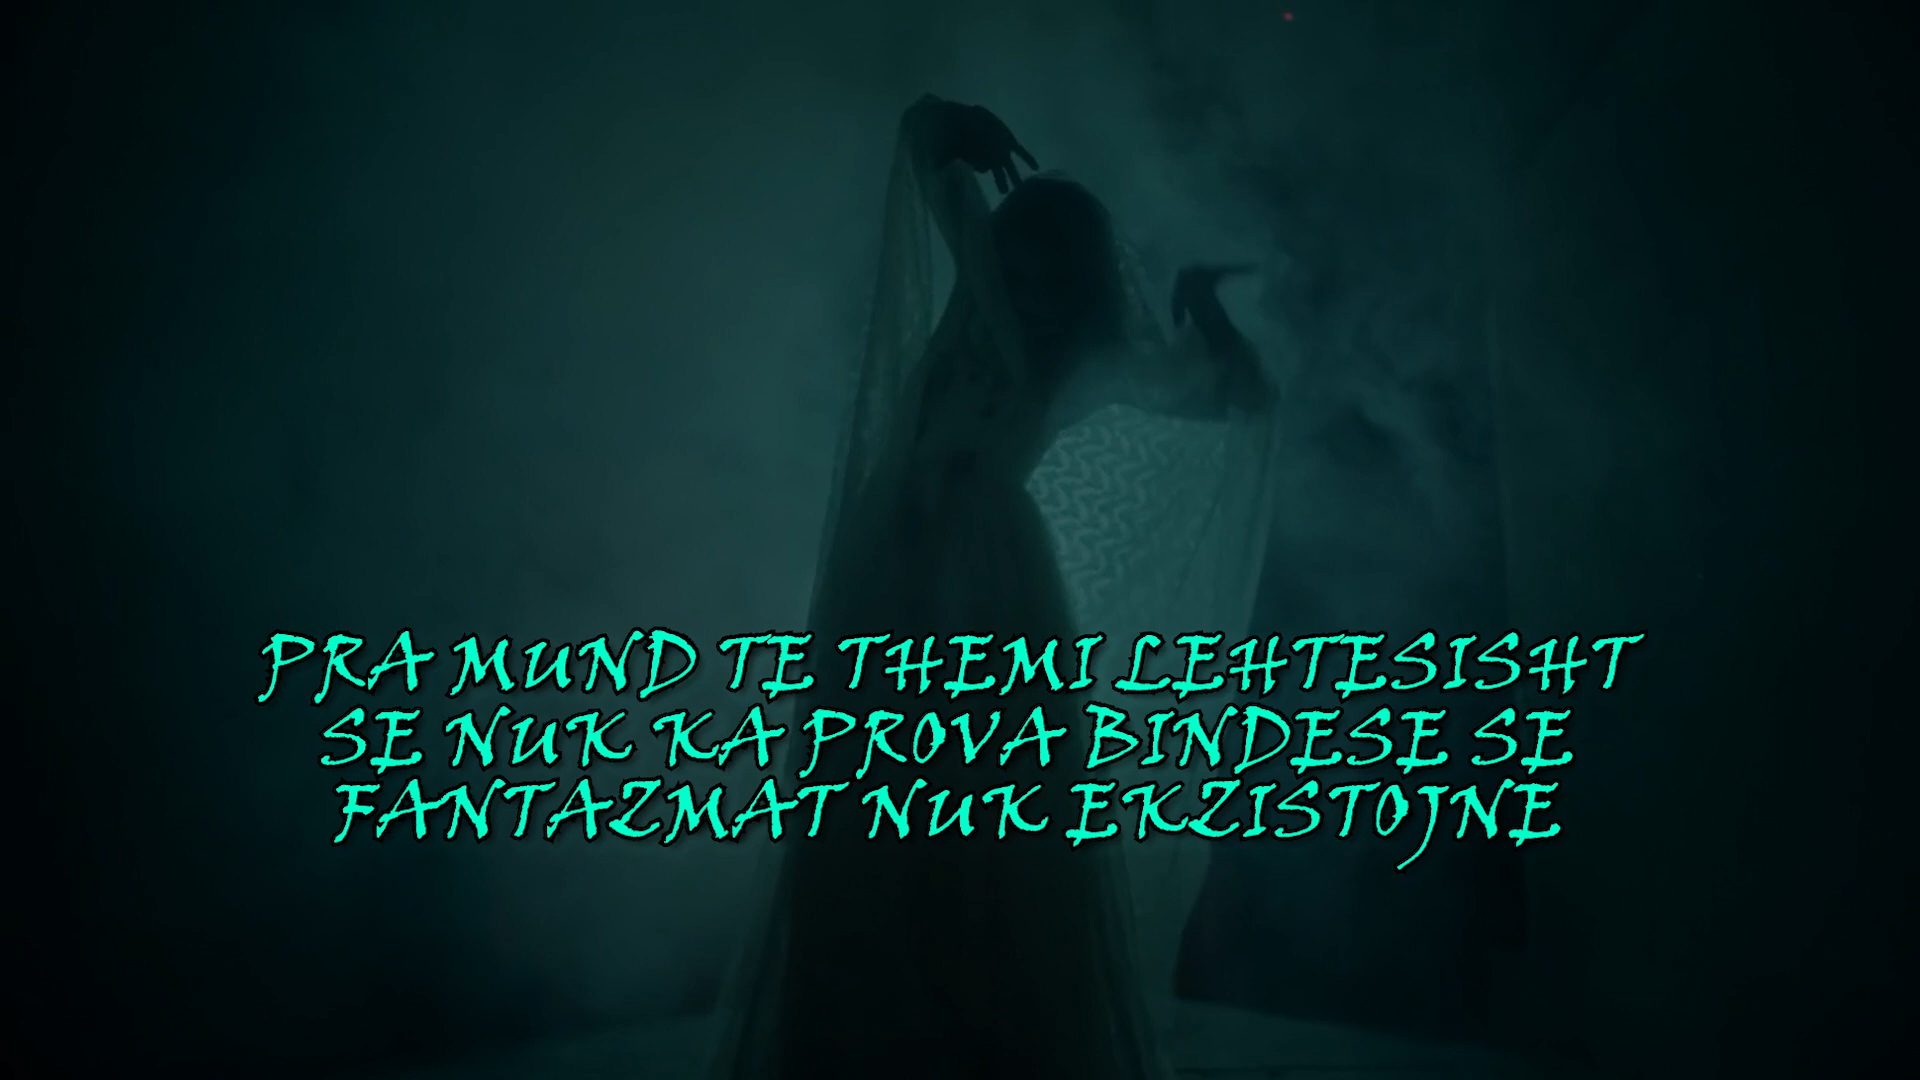 PRA MUND TE THEMI LEHTESISHT
SE NUK KA PROVA BINDESE SE
FANTAZMAT NUK EKZISTOJNE